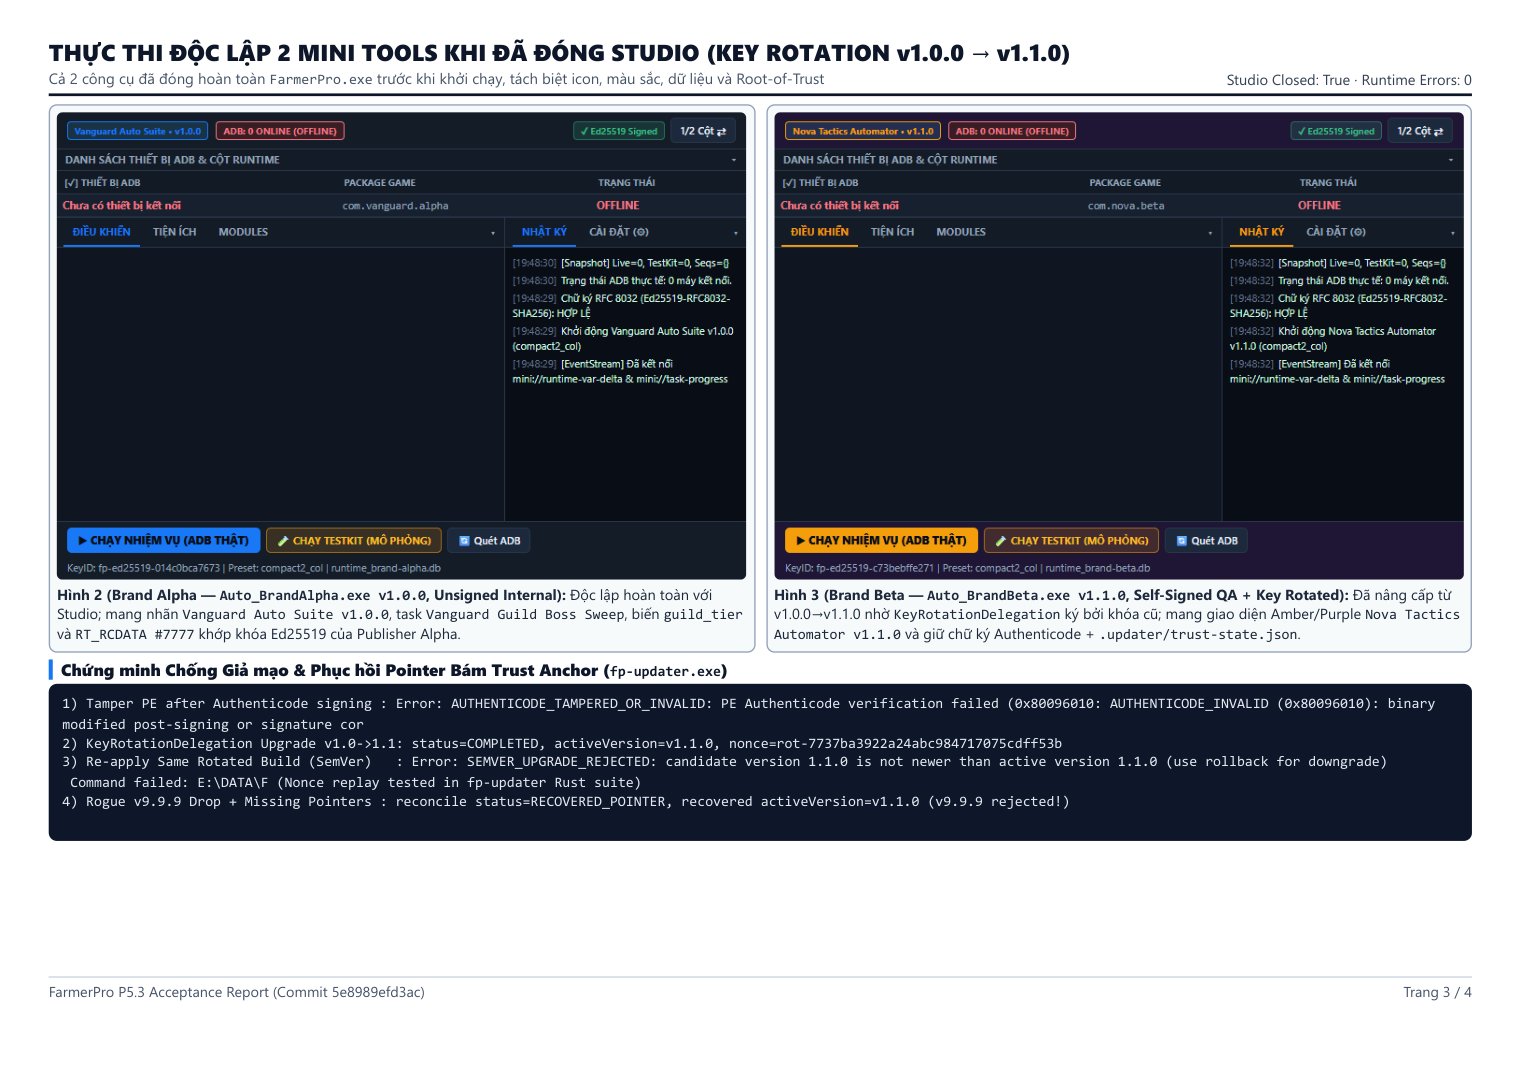 THỰC THI ĐỘC LẬP 2 MINI TOOLS KHI ĐÃ ĐÓNG STUDIO (KEY ROTATION v1.0.0 → v1.1.0)
Cả 2 công cụ đã đóng hoàn toàn FarmerPro.exe trước khi khởi chạy, tách biệt icon, màu sắc, dữ liệu và Root-of-Trust
Studio Closed: True · Runtime Errors: 0
Vanguard Auto Suite • v1.0.0
ADB: 0 ONLINE (OFFLINE)
✓ Ed25519 Signed
1/2 Cột ⇄
DANH SÁCH THIẾT BỊ ADB & CỘT RUNTIME
[✓] THIẾT BỊ ADB
PACKAGE GAME
TRẠNG THÁI
Chưa có thiết bị kết nối
com.vanguard.alpha
OFFLINE
ĐIỀU KHIỂN
TIỆN ÍCH
MODULES
NHẬT KÝ
CÀI ĐẶT (⚙)
[19:48:30] [Snapshot] Live=0, TestKit=0, Seqs={}
[19:48:30] Trạng thái ADB thực tế: 0 máy kết nối.
[19:48:29] Chữ ký RFC 8032 (Ed25519-RFC8032-
SHA256): HỢP LỆ
[19:48:29] Khởi động Vanguard Auto Suite v1.0.0
(compact2_col)
[19:48:29] [EventStream] Đã kết nối
mini://runtime-var-delta & mini://task-progress
▶ CHẠY NHIỆM VỤ (ADB THẬT)
CHẠY TESTKIT (MÔ PHỎNG)
Quét ADB
KeyID: fp-ed25519-014c0bca7673 | Preset: compact2_col | runtime_brand-alpha.db
Hình 2 (Brand Alpha — Auto_BrandAlpha.exe v1.0.0, Unsigned Internal): Độc lập hoàn toàn với
Studio; mang nhãn Vanguard Auto Suite v1.0.0, task Vanguard Guild Boss Sweep, biến guild_tier
và RT_RCDATA #7777 khớp khóa Ed25519 của Publisher Alpha.
Nova Tactics Automator • v1.1.0
ADB: 0 ONLINE (OFFLINE)
✓ Ed25519 Signed
1/2 Cột ⇄
DANH SÁCH THIẾT BỊ ADB & CỘT RUNTIME
[✓] THIẾT BỊ ADB
PACKAGE GAME
TRẠNG THÁI
Chưa có thiết bị kết nối
com.nova.beta
OFFLINE
ĐIỀU KHIỂN
TIỆN ÍCH
MODULES
NHẬT KÝ
CÀI ĐẶT (⚙)
[19:48:32] [Snapshot] Live=0, TestKit=0, Seqs={}
[19:48:32] Trạng thái ADB thực tế: 0 máy kết nối.
[19:48:32] Chữ ký RFC 8032 (Ed25519-RFC8032-
SHA256): HỢP LỆ
[19:48:32] Khởi động Nova Tactics Automator
v1.1.0 (compact2_col)
[19:48:32] [EventStream] Đã kết nối
mini://runtime-var-delta & mini://task-progress
▶ CHẠY NHIỆM VỤ (ADB THẬT)
CHẠY TESTKIT (MÔ PHỎNG)
Quét ADB
KeyID: fp-ed25519-c73bebffe271 | Preset: compact2_col | runtime_brand-beta.db
Hình 3 (Brand Beta — Auto_BrandBeta.exe v1.1.0, Self-Signed QA + Key Rotated): Đã nâng cấp từ
v1.0.0→v1.1.0 nhờ KeyRotationDelegation ký bởi khóa cũ; mang giao diện Amber/Purple Nova Tactics
Automator v1.1.0 và giữ chữ ký Authenticode + .updater/trust-state.json.
Chứng minh Chống Giả mạo & Phục hồi Pointer Bám Trust Anchor (fp-updater.exe)
1) Tamper PE after Authenticode signing : Error: AUTHENTICODE_TAMPERED_OR_INVALID: PE Authenticode verification failed (0x80096010: AUTHENTICODE_INVALID (0x80096010): binary
modified post-signing or signature cor
2) KeyRotationDelegation Upgrade v1.0->1.1: status=COMPLETED, activeVersion=v1.1.0, nonce=rot-7737ba3922a24abc984717075cdff53b
3) Re-apply Same Rotated Build (SemVer)   : Error: SEMVER_UPGRADE_REJECTED: candidate version 1.1.0 is not newer than active version 1.1.0 (use rollback for downgrade)
Command failed: E:\DATA\F (Nonce replay tested in fp-updater Rust suite)
4) Rogue v9.9.9 Drop + Missing Pointers : reconcile status=RECOVERED_POINTER, recovered activeVersion=v1.1.0 (v9.9.9 rejected!)
FarmerPro P5.3 Acceptance Report (Commit 5e8989efd3ac)
Trang 3 / 4